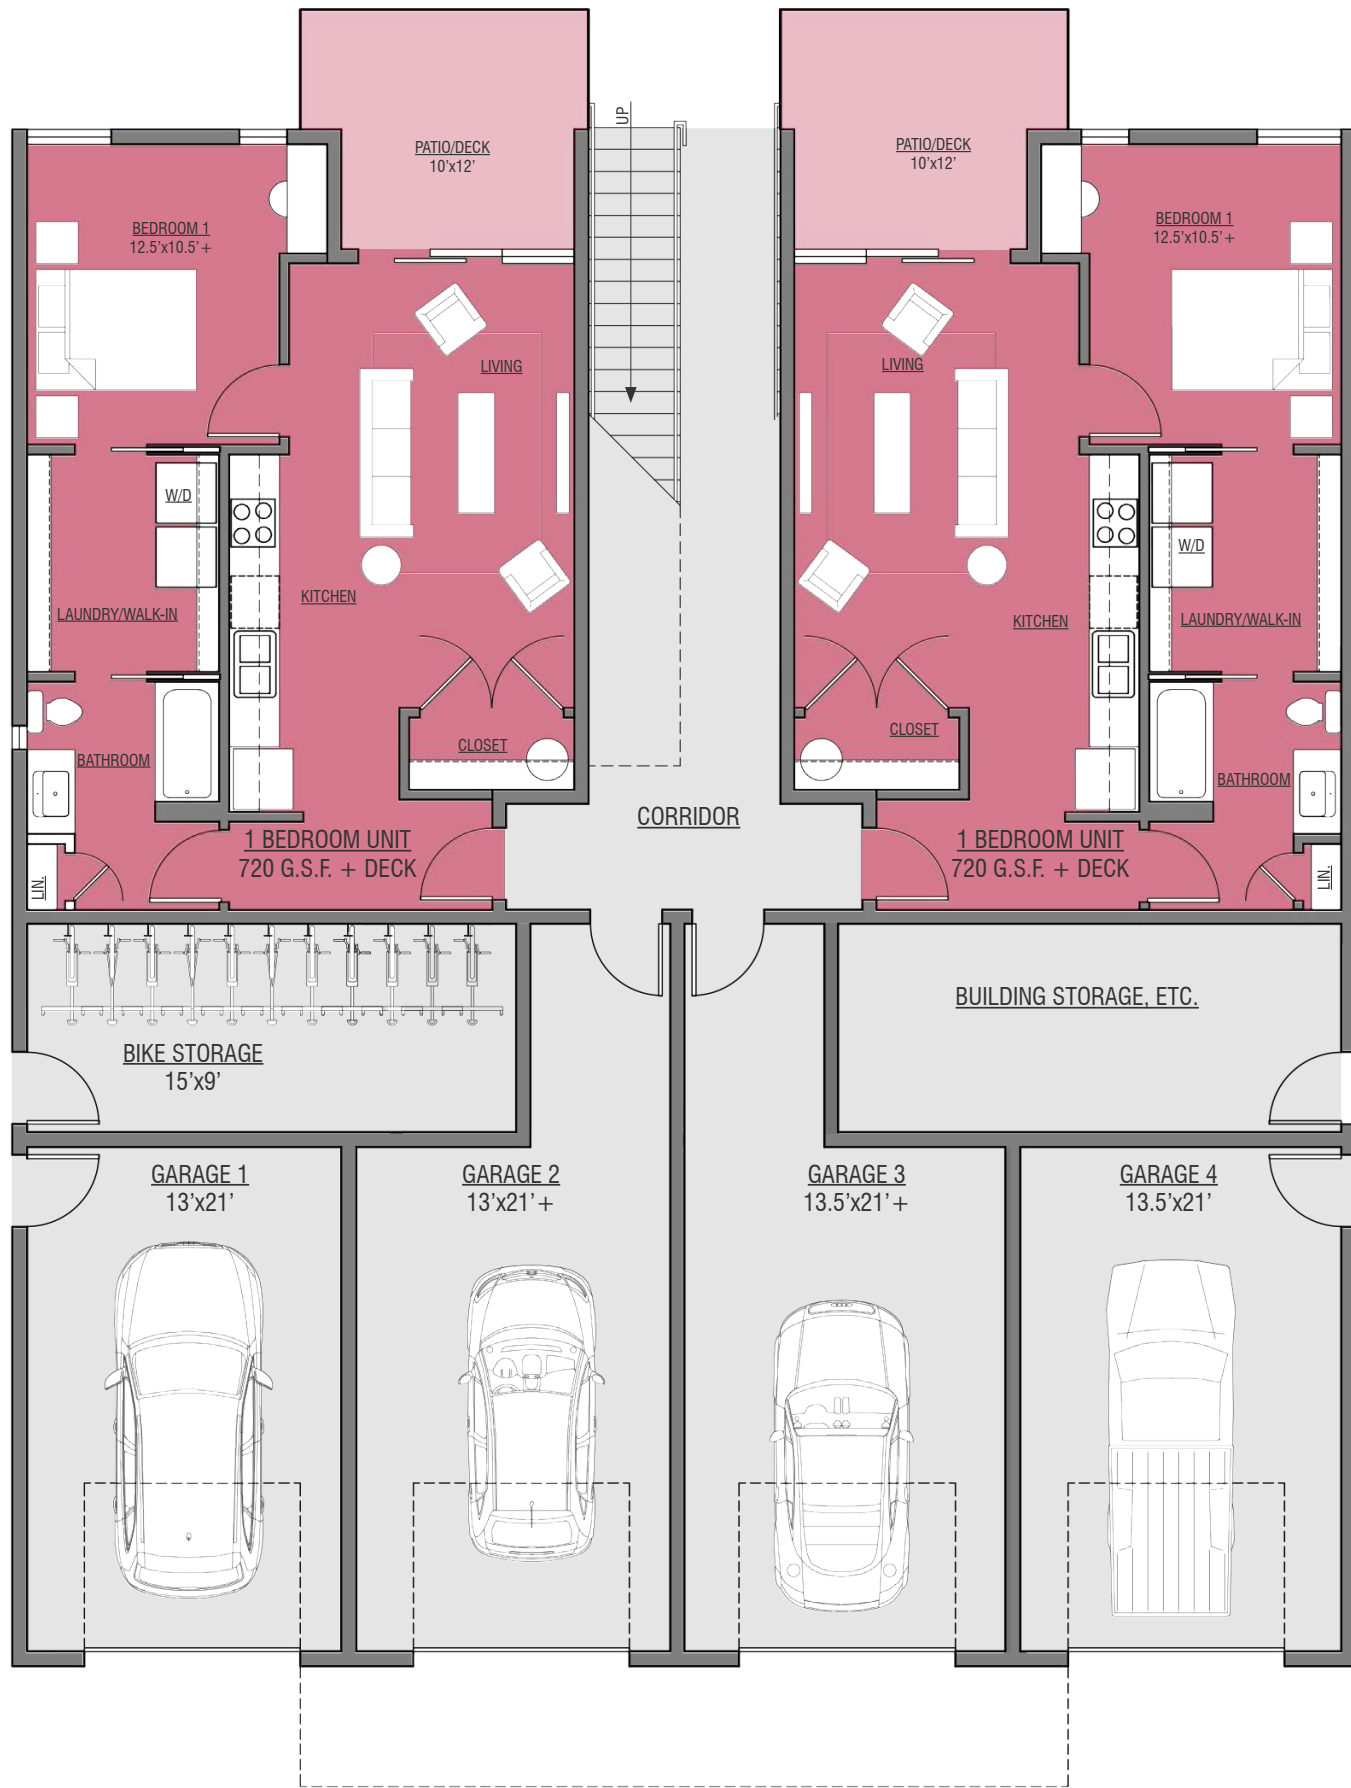 UP
PATIO/DECK
10'x12'
PATIO/DECK
10'x12'
BEDROOM 1
12.5'x10.5'+
BEDROOM 1
12.5'x10.5'+
LIVING
LIVING
W/D
W/D
KITCHEN
KITCHEN
LAUNDRY/WALK-IN
LAUNDRY/WALK-IN
CLOSET
CLOSET
BATHROOM
BATHROOM
CORRIDOR
1 BEDROOM UNIT
720 G.S.F. + DECK
1 BEDROOM UNIT
720 G.S.F. + DECK
LIN.
LIN.
BIKE STORAGE
15'x9'
BUILDING STORAGE, ETC.
GARAGE 1
13'x21'
GARAGE 2
13'x21'+
GARAGE 3
13.5'x21'+
GARAGE 4
13.5'x21'